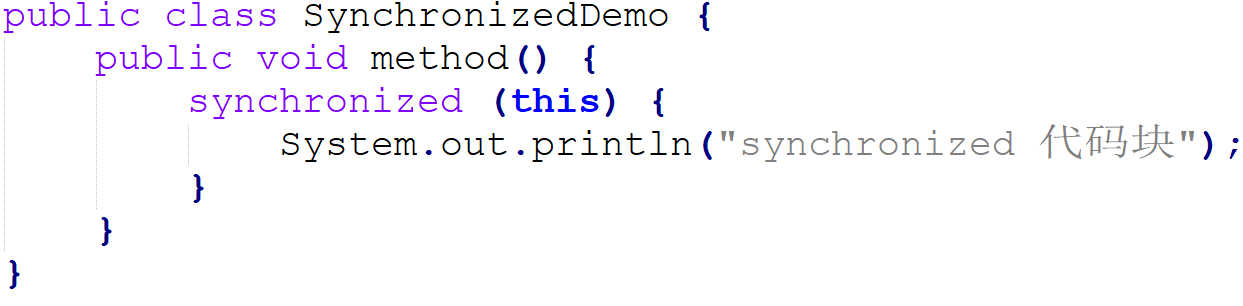 public class SynchronizedDemo {
    public void method() {
        synchronized (this) {
            System.out.println("synchronized 代码块");
        }
    }
}